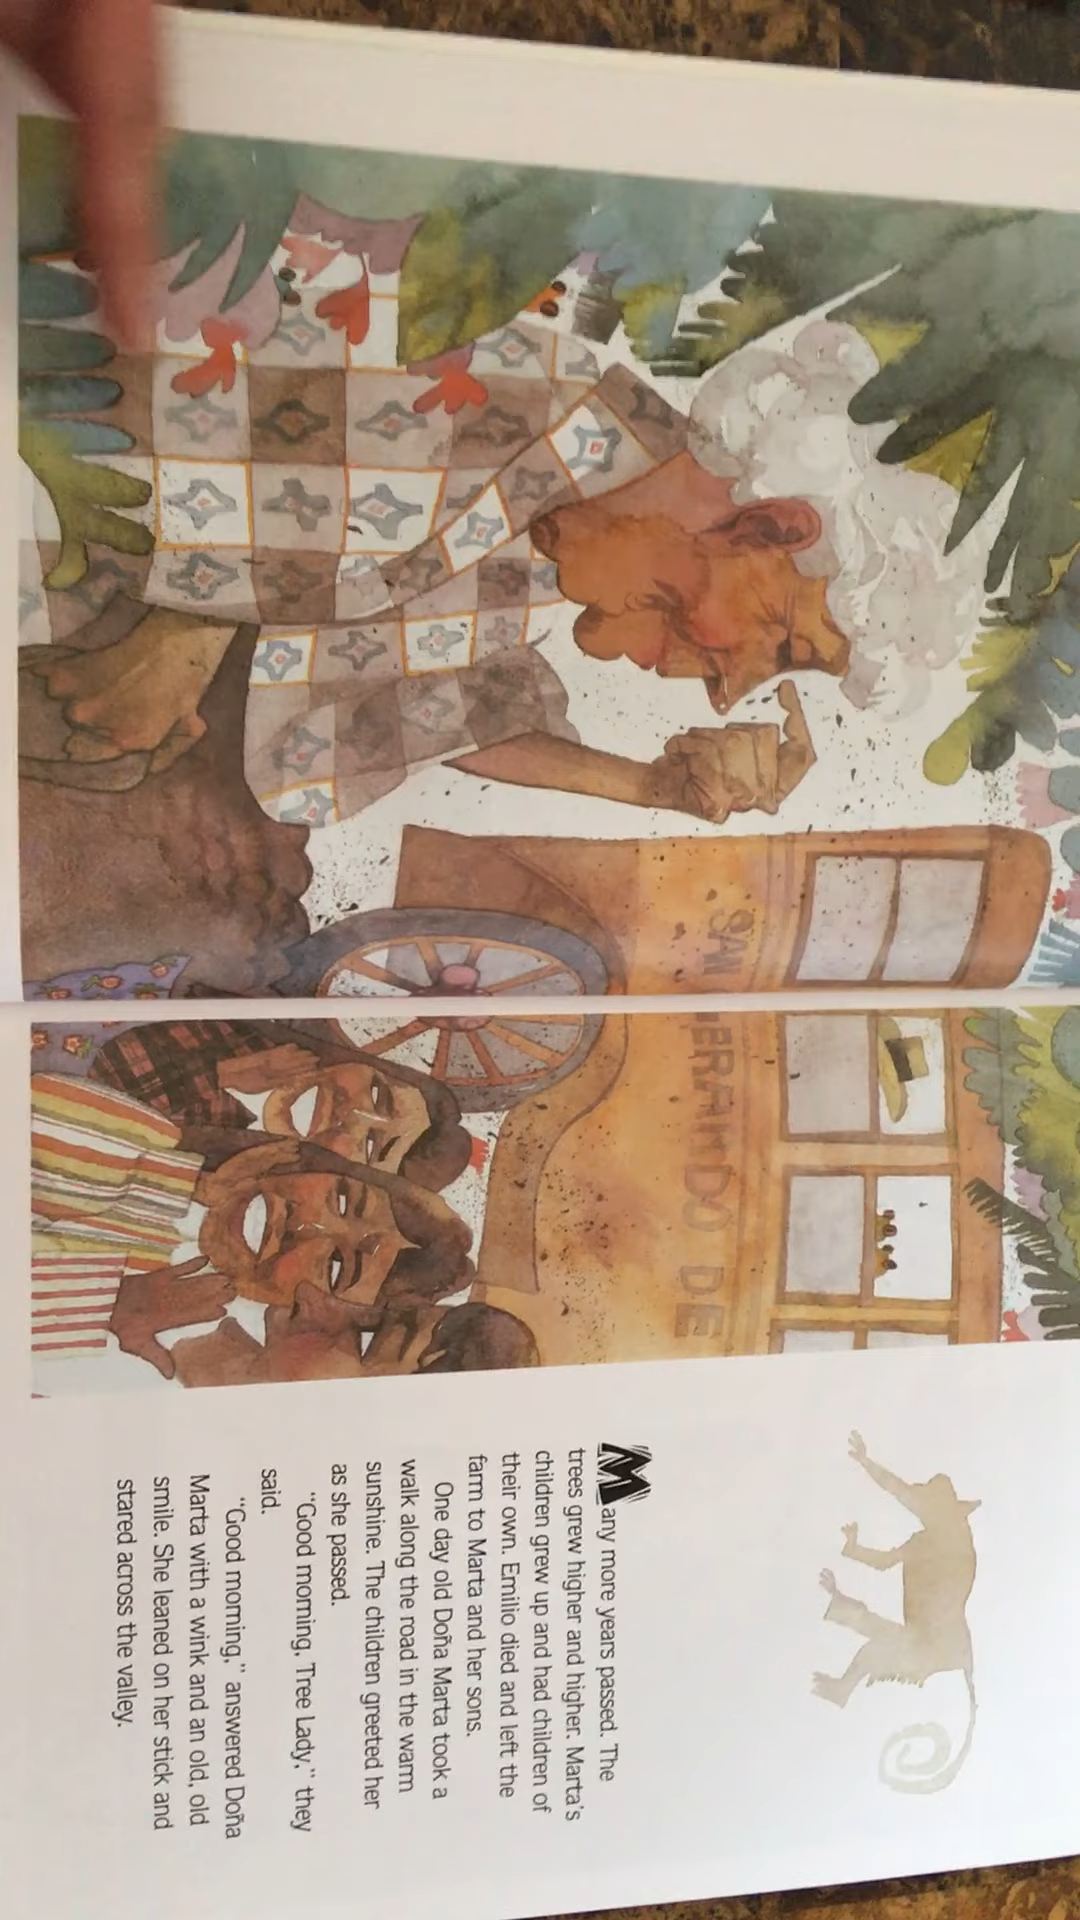 SAN FERANDO DE
Many more years passed. The
trees grew higher and higher. Marta's
children grew up and had children of
their own. Emilio died and left the
farm to Marta and her sons.
One day old Doña Marta took a
walk along the road in the warm
sunshine. The children greeted her
as she passed.
"Good morning, Tree Lady," they
said.
"Good morning," answered Doña
Marta with a wink and an old, old
smile. She leaned on her stick and
stared across the valley.